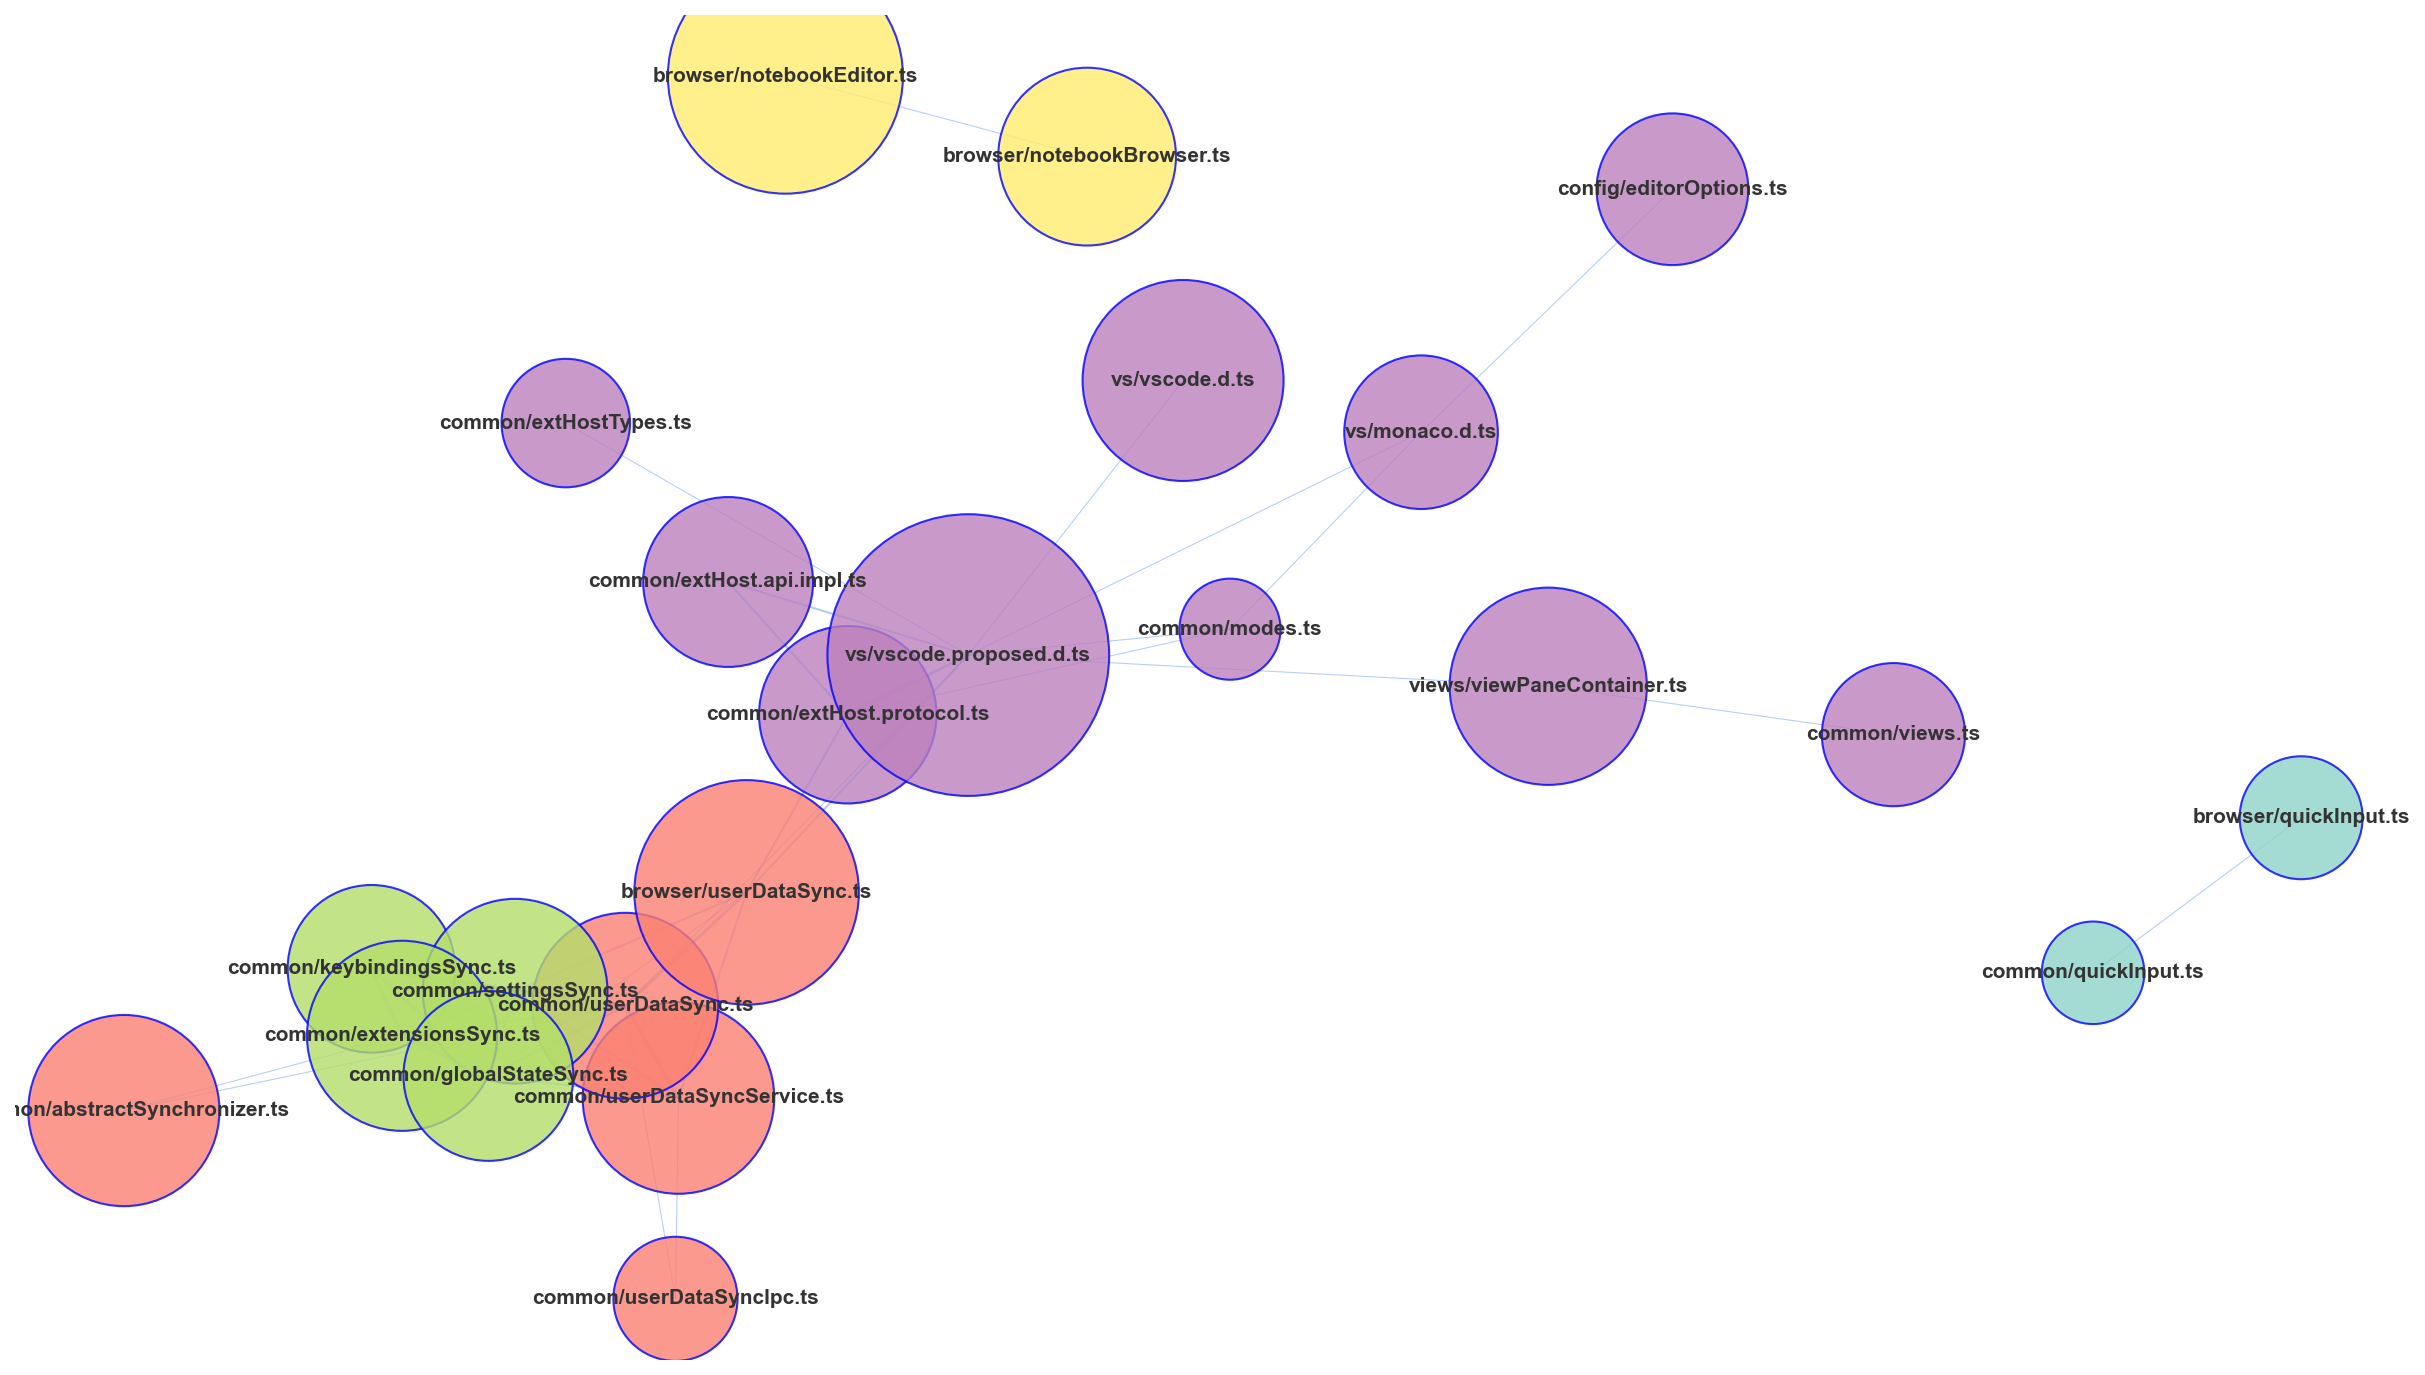 browser/notebookEditor.ts
browser/notebookBrowser.ts
config/editorOptions.ts
vs/vscode.d.ts
common/extHostTypes.ts
vs/monaco.d.ts
common/extHost.api.impl.ts
common/modes.ts
vs/vscode.proposed.d.ts
views/viewPaneContainer.ts
common/extHost.protocol.ts
common/views.ts
browser/quickInput.ts
browser/userDataSync.ts
common/keybindingsSync.ts
common/quickInput.ts
common/settingsSync.ts
common/userDataSync.ts
common/extensionsSync.ts
common/globalStateSync.ts
common/userDataSyncService.ts
non/abstractSynchronizer.ts
common/userDataSyncIpc.ts